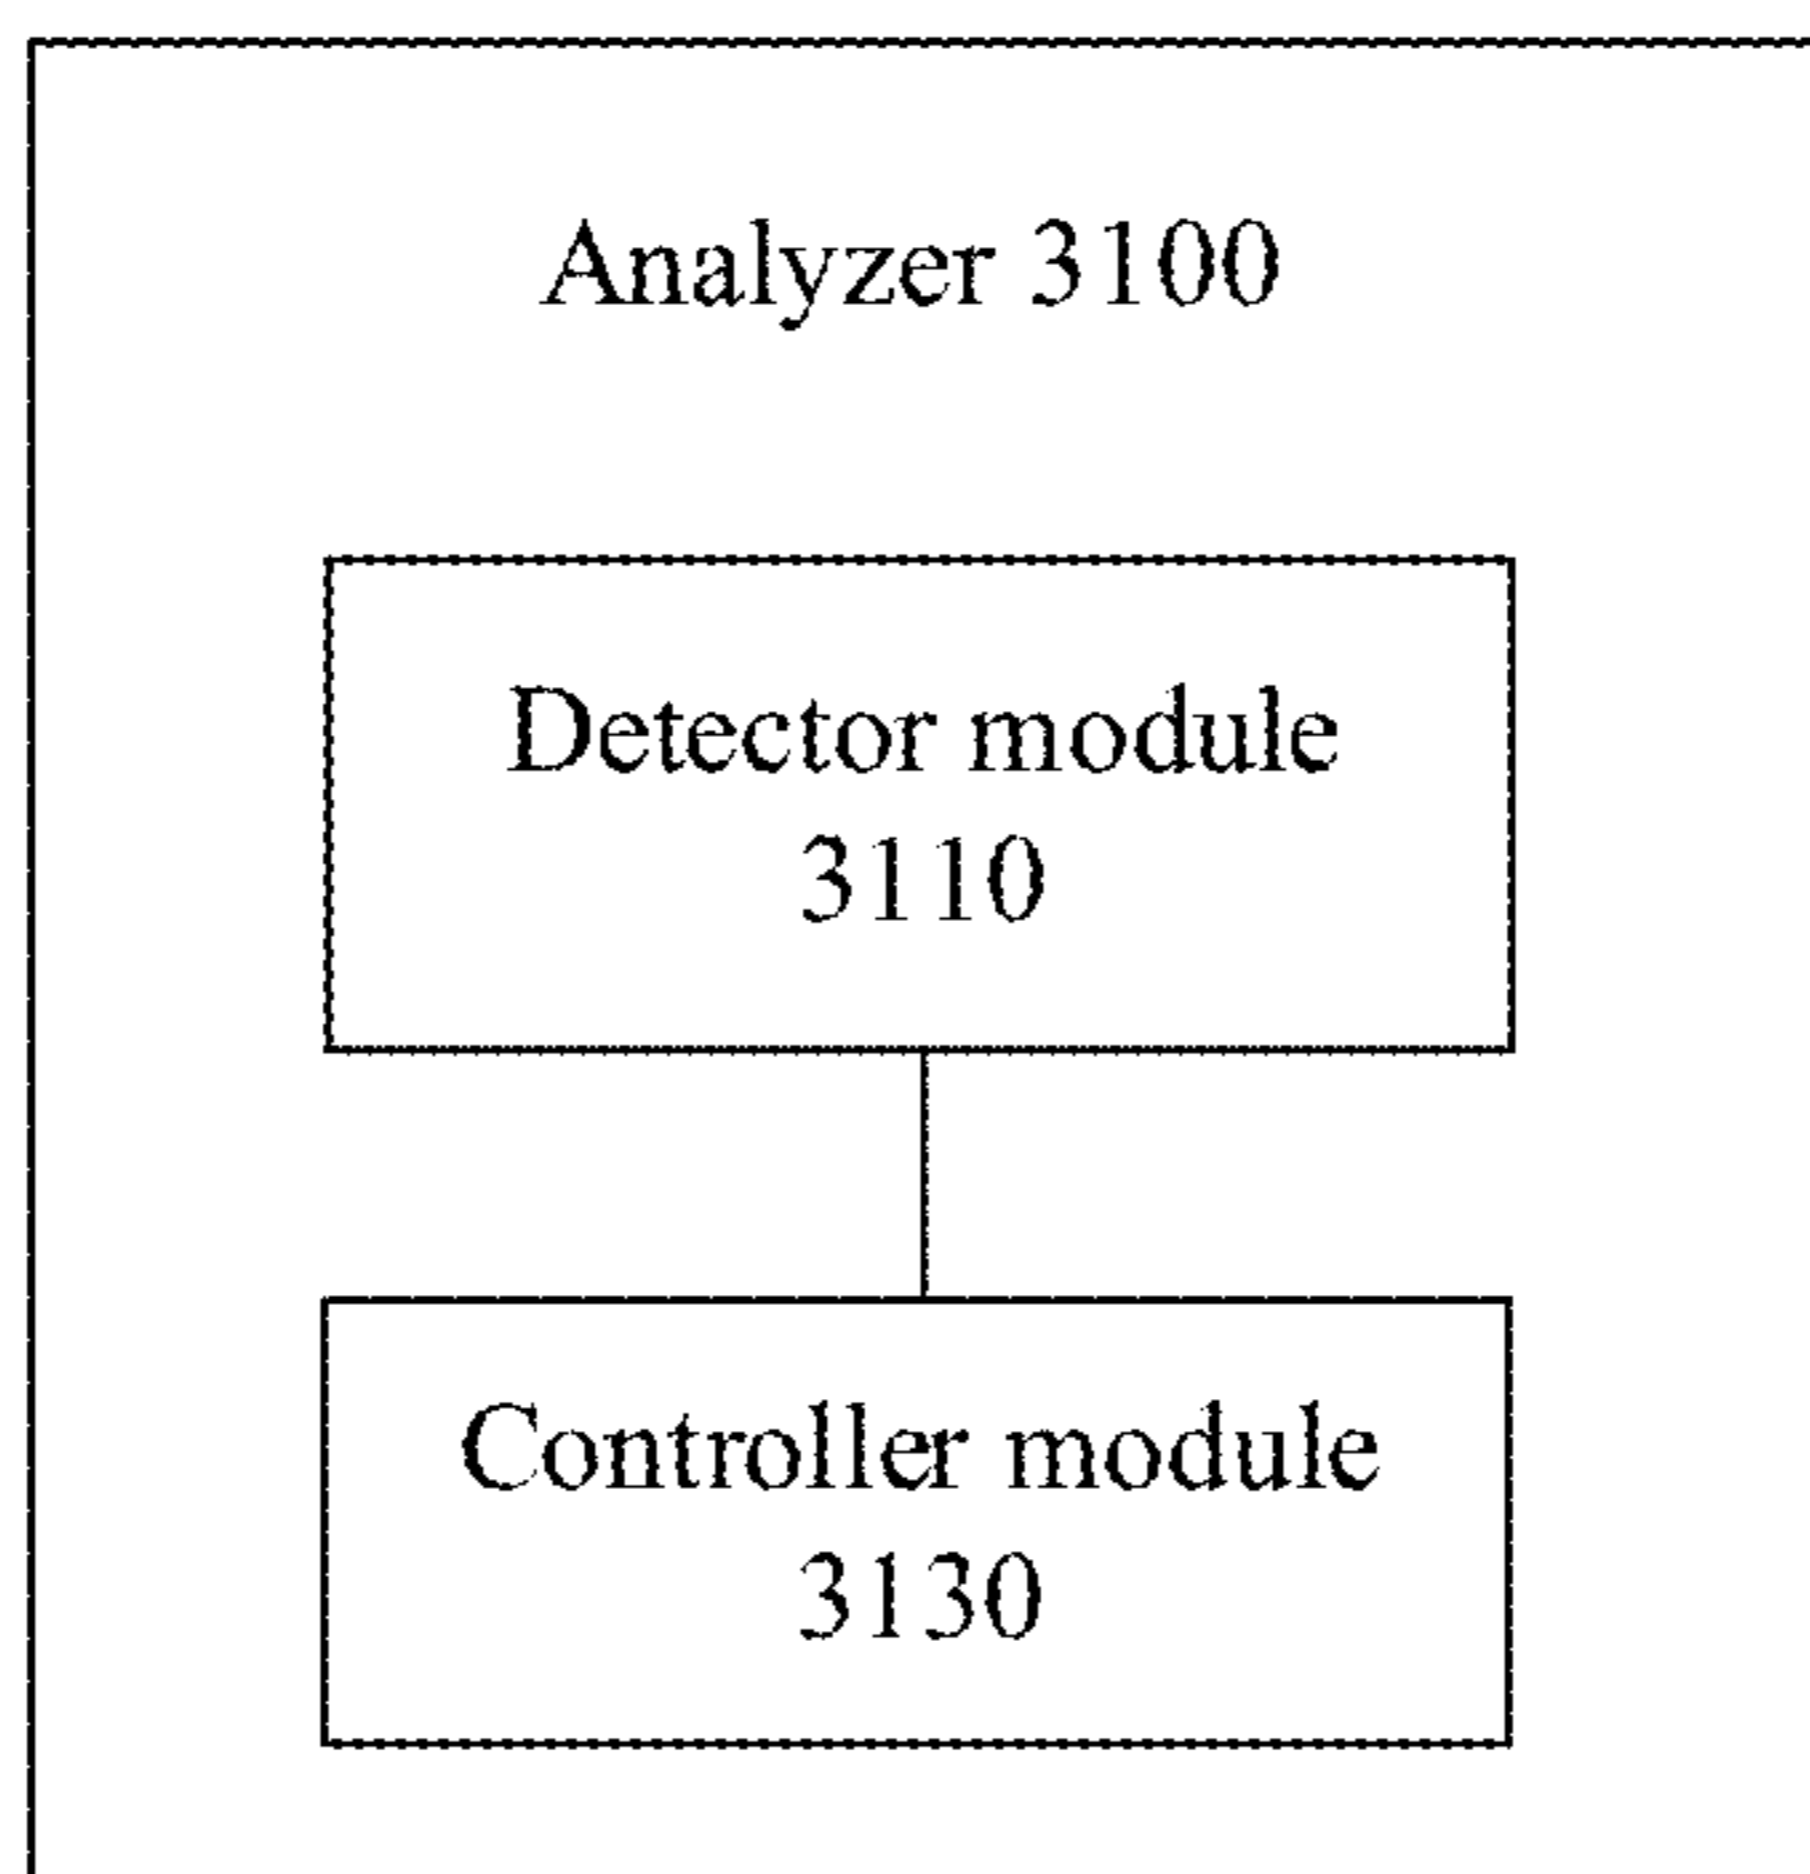 Analyzer 3100
Detector module
3110
Controller module
3130